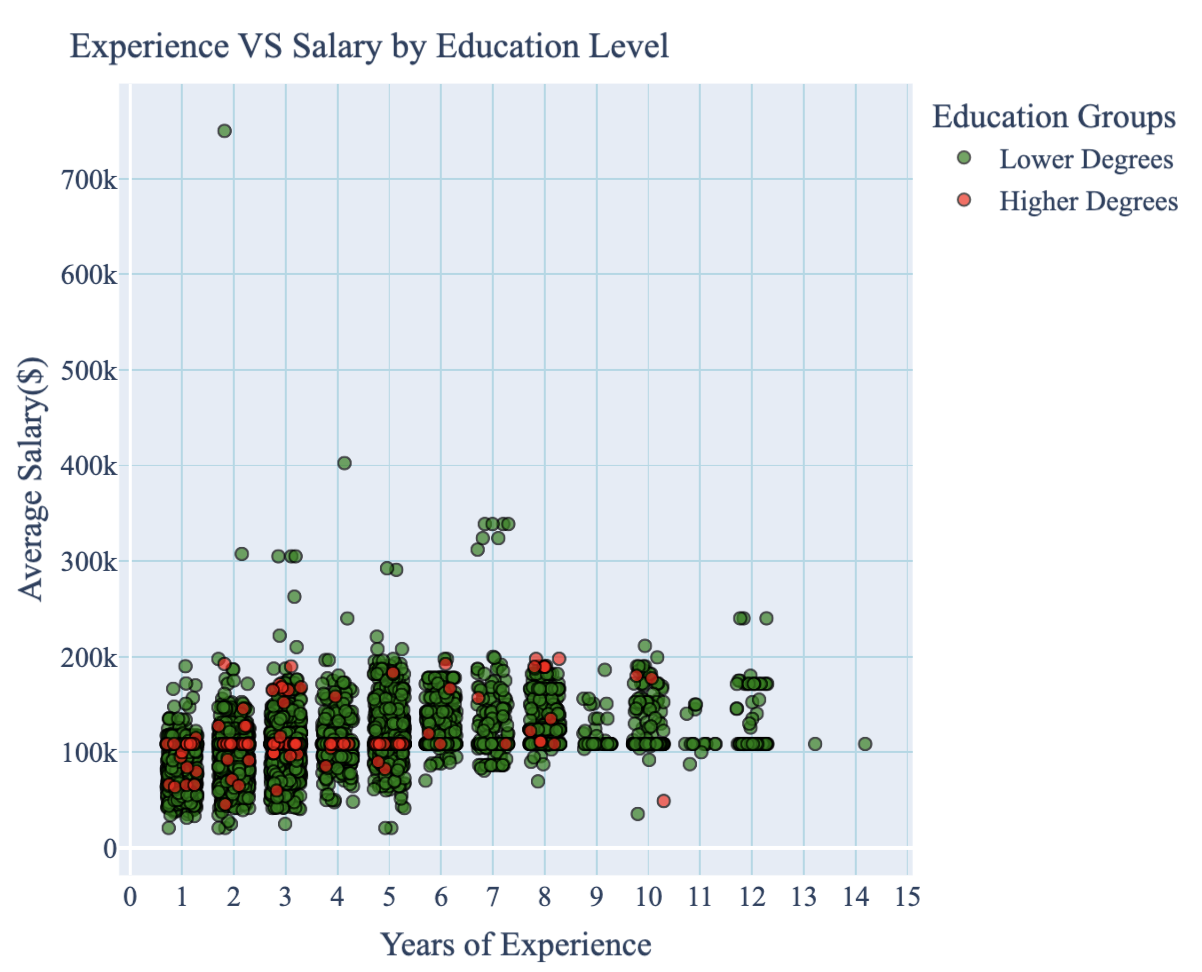 Experience VS Salary by Education Level
Education Groups
Lower Degrees
Higher Degrees
Average Salary($)
700k
600k
500k
400k
300k
200k
100k
0
0 1 2 3 4 5 6 7 8 9 10 11 12 13 14 15
Years of Experience